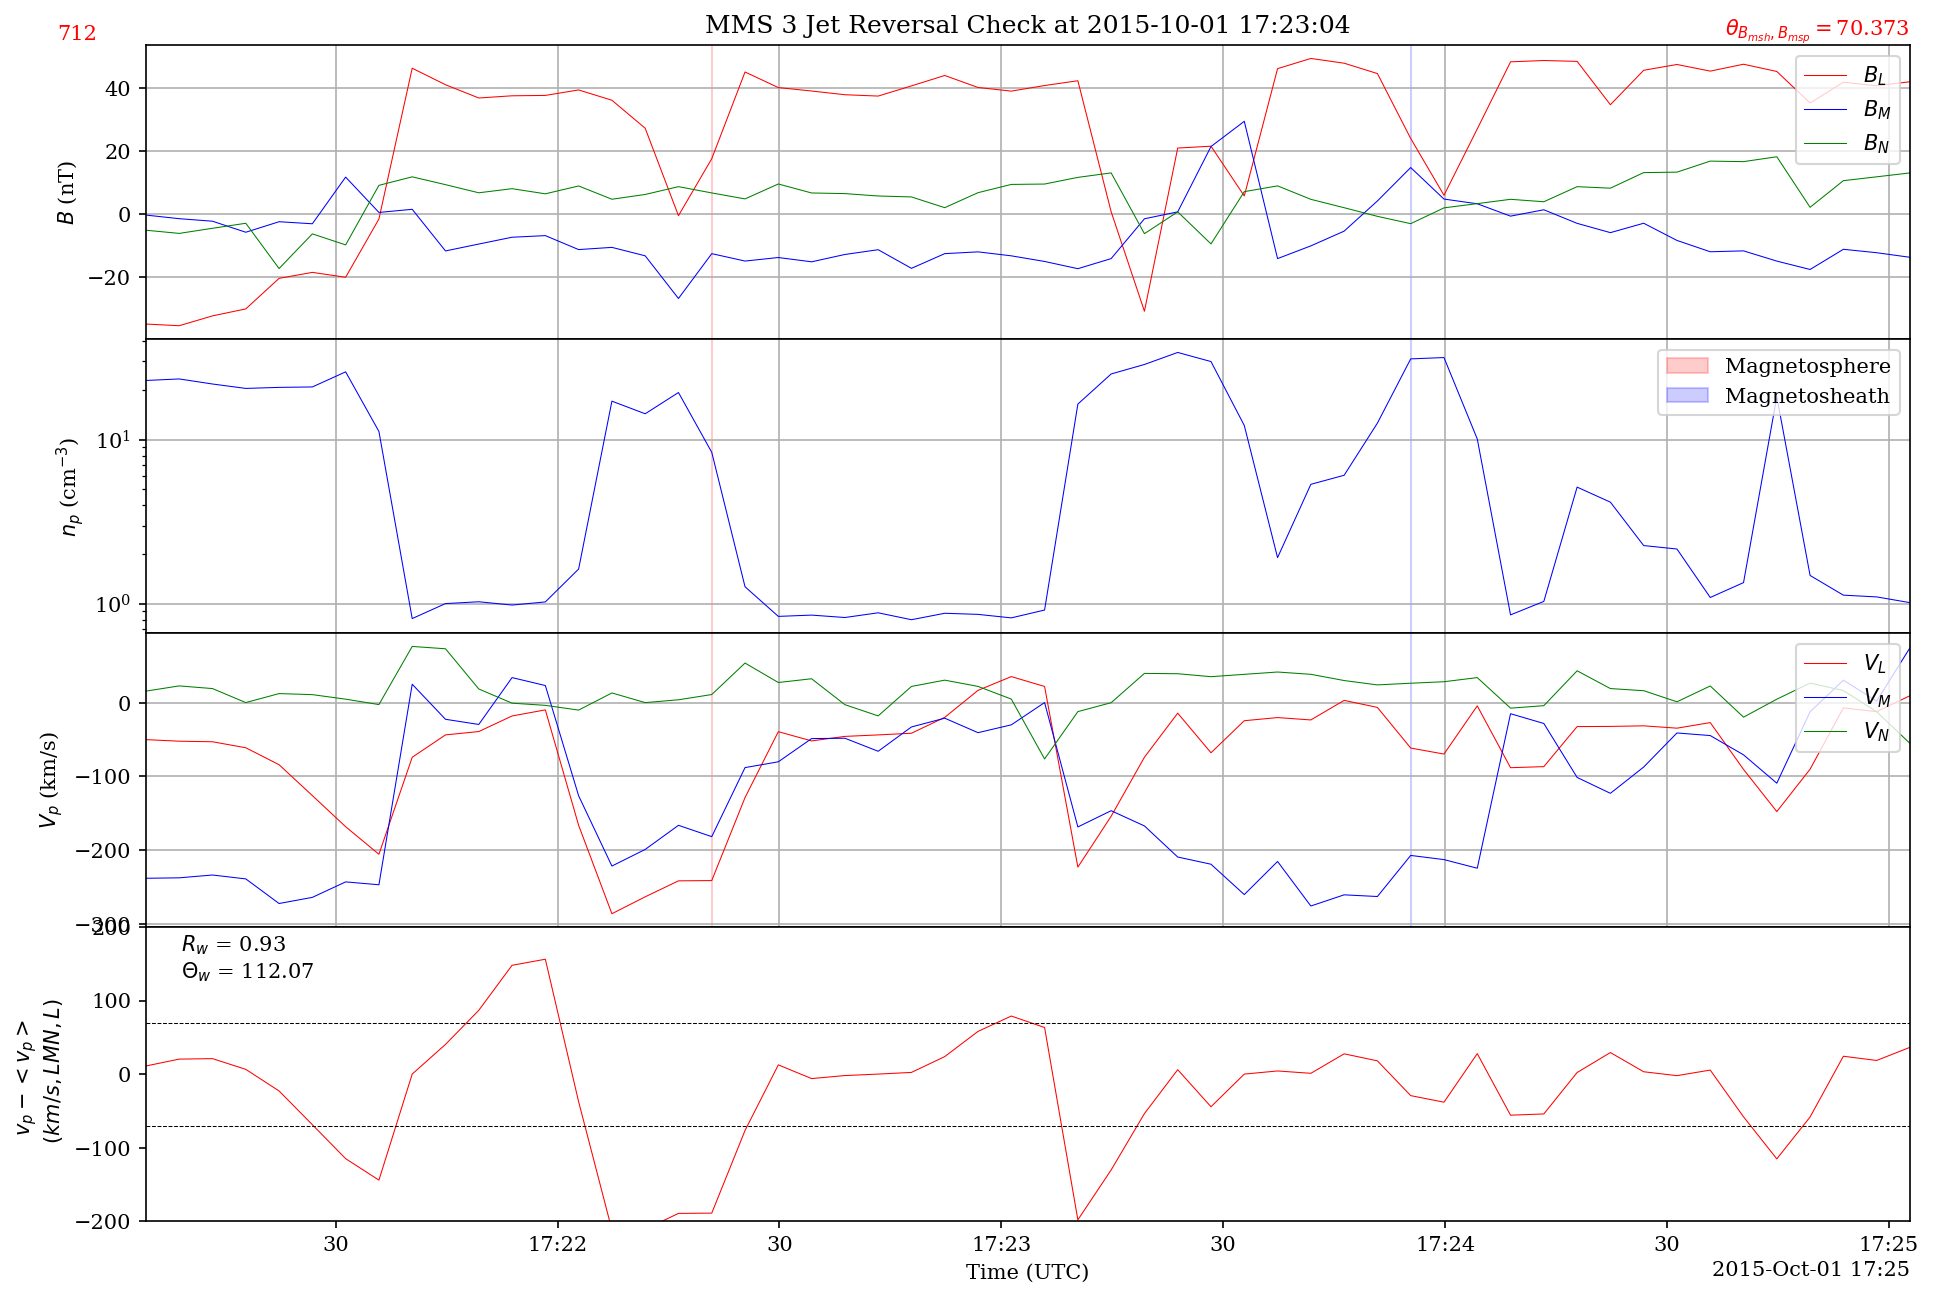 712
MMS 3 Jet Reversal Check at 2015-10-01 17:23:04
θ_{B_{msh}, B_{msp}} = 70.373
B (nT)
40
20
0
−20
B_L
B_M
B_N
n_p (cm^{−3})
10^1
10^0
Magnetosphere
Magnetosheath
V_p (km/s)
0
−100
−200
−300
V_L
V_M
V_N
v_p − < v_p >
(km/s, LMN, L)
200
100
0
−100
−200
R_w = 0.93
Θ_w = 112.07
30
17:22
30
17:23
30
17:24
30
17:25
Time (UTC)
2015-Oct-01 17:25